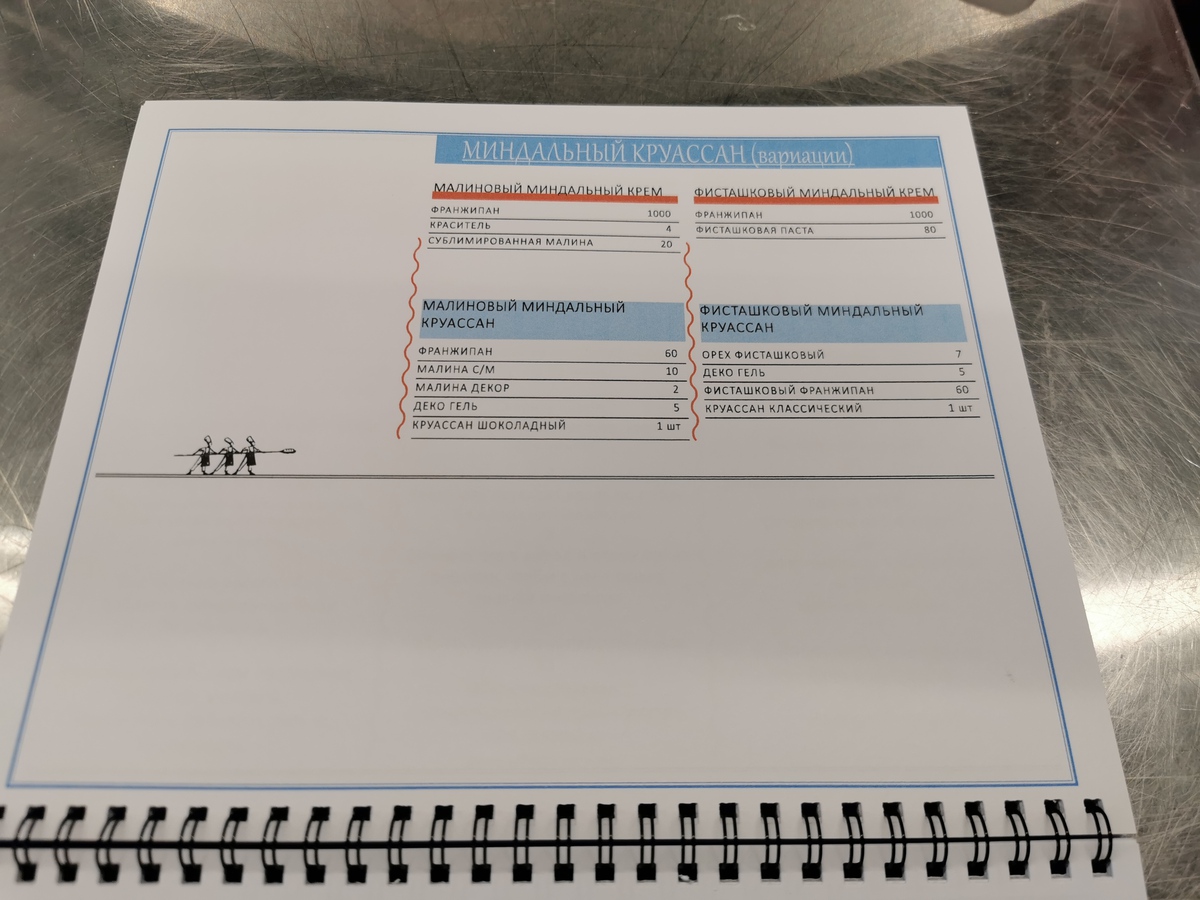 МИНДАЛЬНЫЙ КРУАССАН (вариации)
МАЛИНОВЫЙ МИНДАЛЬНЫЙ КРЕМ
ФРАНЖИПАН 1000
КРАСИТЕЛЬ 4
СУБЛИМИРОВАННАЯ МАЛИНА 20
ФИСТАШКОВЫЙ МИНДАЛЬНЫЙ КРЕМ
ФРАНЖИПАН 1000
ФИСТАШКОВАЯ ПАСТА 80
МАЛИНОВЫЙ МИНДАЛЬНЫЙ
КРУАССАН
ФРАНЖИПАН 60
МАЛИНА С/М 10
МАЛИНА ДЕКОР 2
ДЕКО ГЕЛЬ 5
КРУАССАН ШОКОЛАДНЫЙ 1 шт
ФИСТАШКОВЫЙ МИНДАЛЬНЫЙ
КРУАССАН
ОРЕХ ФИСТАШКОВЫЙ 7
ДЕКО ГЕЛЬ 5
ФИСТАШКОВЫЙ ФРАНЖИПАН 60
КРУАССАН КЛАССИЧЕСКИЙ 1 шт